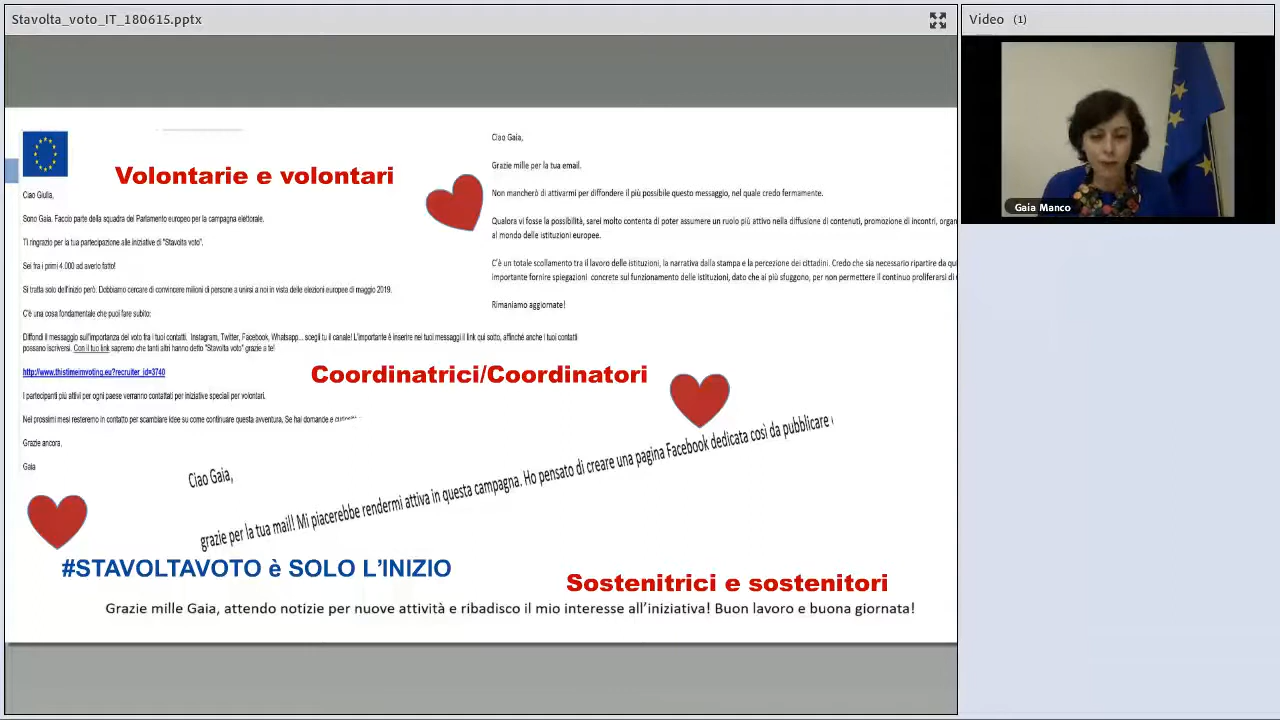 Stavolta_voto_IT_180615.pptx
Video (1)
Gaia Manco
Volontarie e volontari
Ciao Giulia,
Sono Gaia. Faccio parte della squadra del Parlamento europeo per la campagna elettorale.
Ti ringrazio per la tua partecipazione alle iniziative di "Stavolta voto".
Sei fra i primi 4.000 ad averlo fatto!
Si tratta solo dell'inizio però. Dobbiamo cercare di convincere milioni di persone a unirsi a noi in vista delle elezioni europee di maggio 2019.
C'è una cosa fondamentale che puoi fare subito:
Diffondi il messaggio sull'importanza del voto fra i tuoi contatti. Instagram, Twitter, Facebook, Whatsapp... scegli tu il canale! L'importante è inserire nei tuoi messaggi il link qui sotto, affinché anche i tuoi contatti
possano iscriversi. Con il tuo link sapremo che tanti altri hanno detto "Stavolta voto" grazie a te!
http://www.thistimeimvoting.eu?recruiter_id=3740
I partecipanti più attivi per ogni paese verranno contattati per iniziative speciali per volontari.
Nei prossimi mesi resteremo in contatto per scambiare idee su come continuare questa avventura. Se hai domande e
Grazie ancora,
Gaia
Ciao Gaia,
Grazie mille per la tua email.
Non mancherò di attivarmi per diffondere il più possibile questo messaggio, nel quale credo fermamente.
Qualora vi fosse la possibilità, sarei molto contenta di poter assumere un ruolo più attivo nella diffusione di contenuti, promozione di incontri, organ
al mondo delle istituzioni europee.
C'è un totale scollamento tra il lavoro delle istituzioni, la narrativa dalla stampa e la percezione dei cittadini. Credo che sia necessario ripartire da qu
importante fornire spiegazioni concrete sul funzionamento delle istituzioni, dato che ai più sfuggono, per non permettere il continuo proliferarsi di
Rimaniamo aggiornate!
Coordinatrici/Coordinatori
Ciao Gaia,
grazie per la tua mail! Mi piacerebbe rendermi attiva in questa campagna. Ho pensato di creare una pagina Facebook dedicata così da pubblicare
#STAVOLTAVOTO è SOLO L'INIZIO
Sostenitrici e sostenitori
Grazie mille Gaia, attendo notizie per nuove attività e ribadisco il mio interesse all'iniziativa! Buon lavoro e buona giornata!